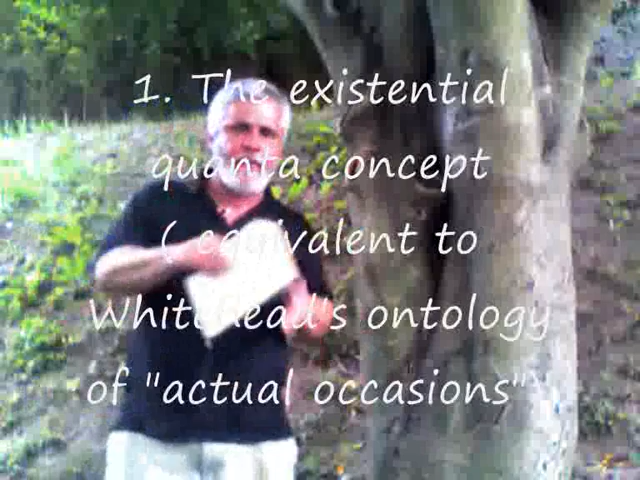 1. The existential
quanta concept
( equivalent to
Whitehead's ontology
of "actual occasions")